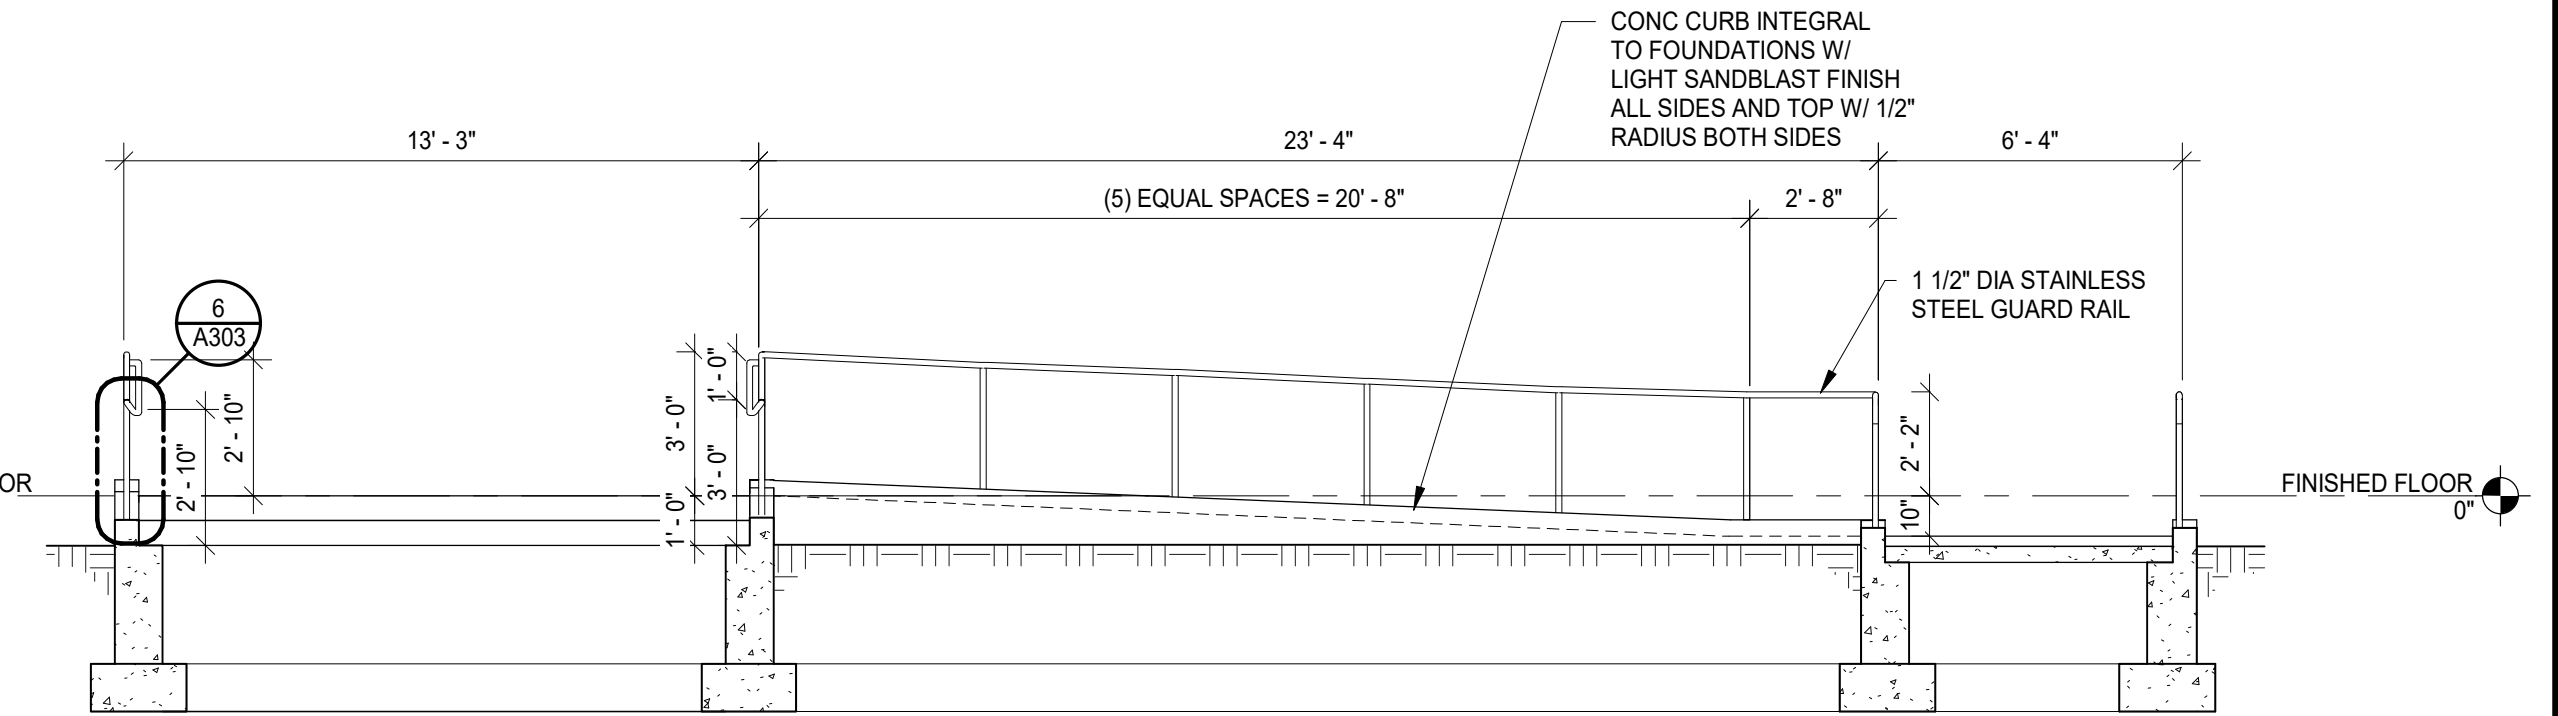 CONC CURB INTEGRAL
TO FOUNDATIONS W/
LIGHT SANDBLAST FINISH
ALL SIDES AND TOP W/ 1/2"
RADIUS BOTH SIDES
13' - 3"
23' - 4"
6' - 4"
(5) EQUAL SPACES = 20' - 8"
2' - 8"
1 1/2" DIA STAINLESS
STEEL GUARD RAIL
6
A303
2' - 10"
2' - 10"
3' - 0"
1' - 0"
1' - 0"
3' - 0"
2' - 2"
10"
OR
FINISHED FLOOR
0"